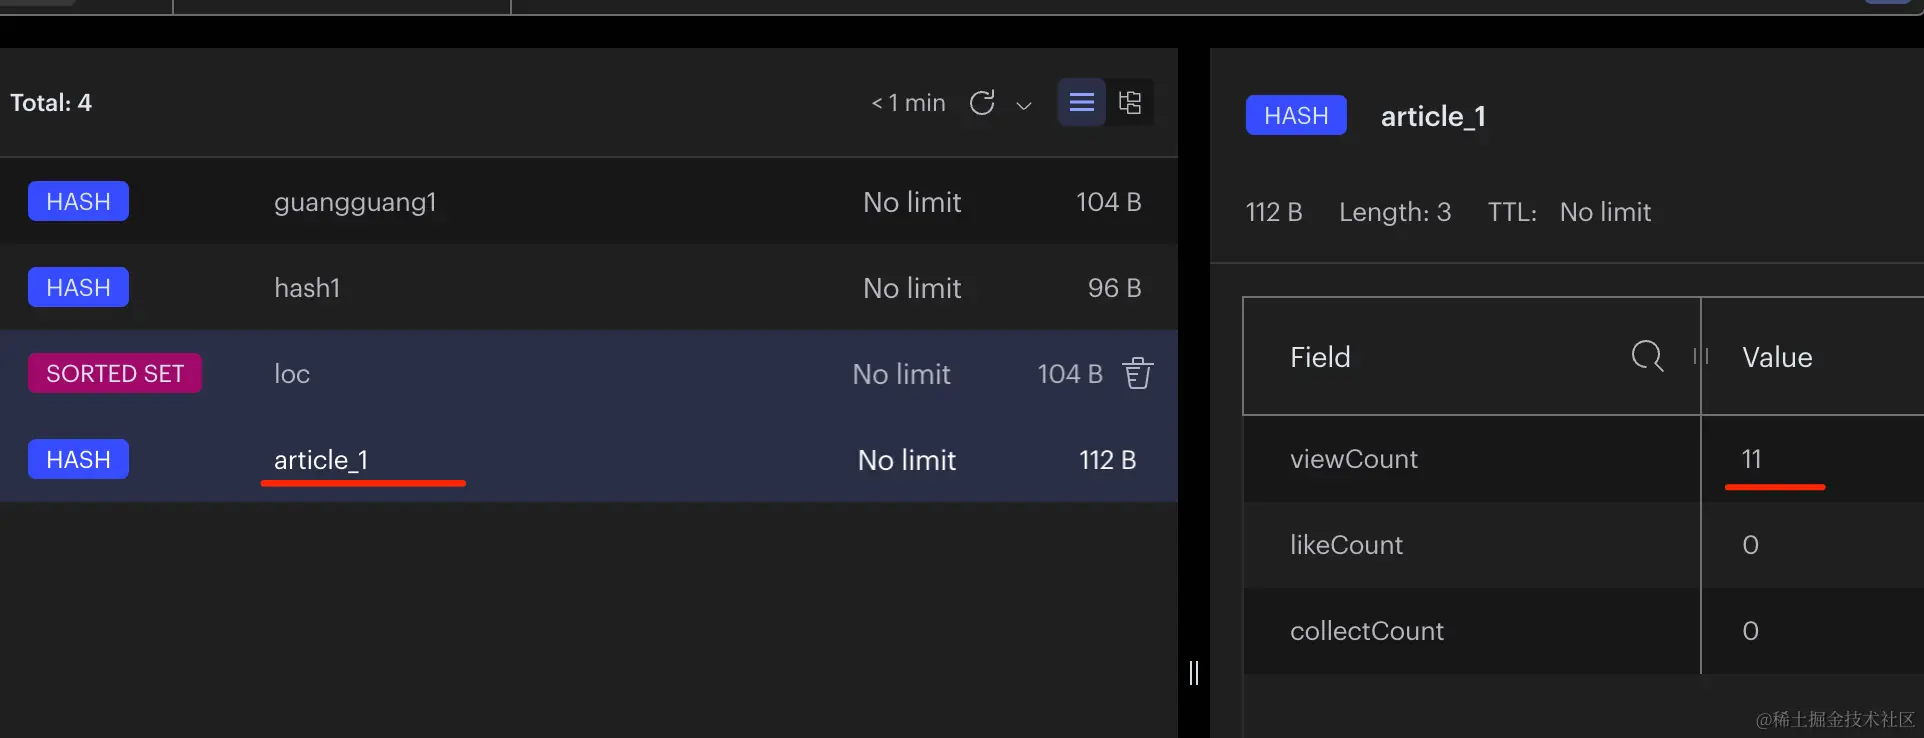 Total: 4
< 1 min
HASH guangguang1 No limit 104 B
HASH hash1 No limit 96 B
SORTED SET loc No limit 104 B
HASH article_1 No limit 112 B
HASH article_1
112 B Length: 3 TTL: No limit
Field Value
viewCount 11
likeCount 0
collectCount 0
@稀土掘金技术社区